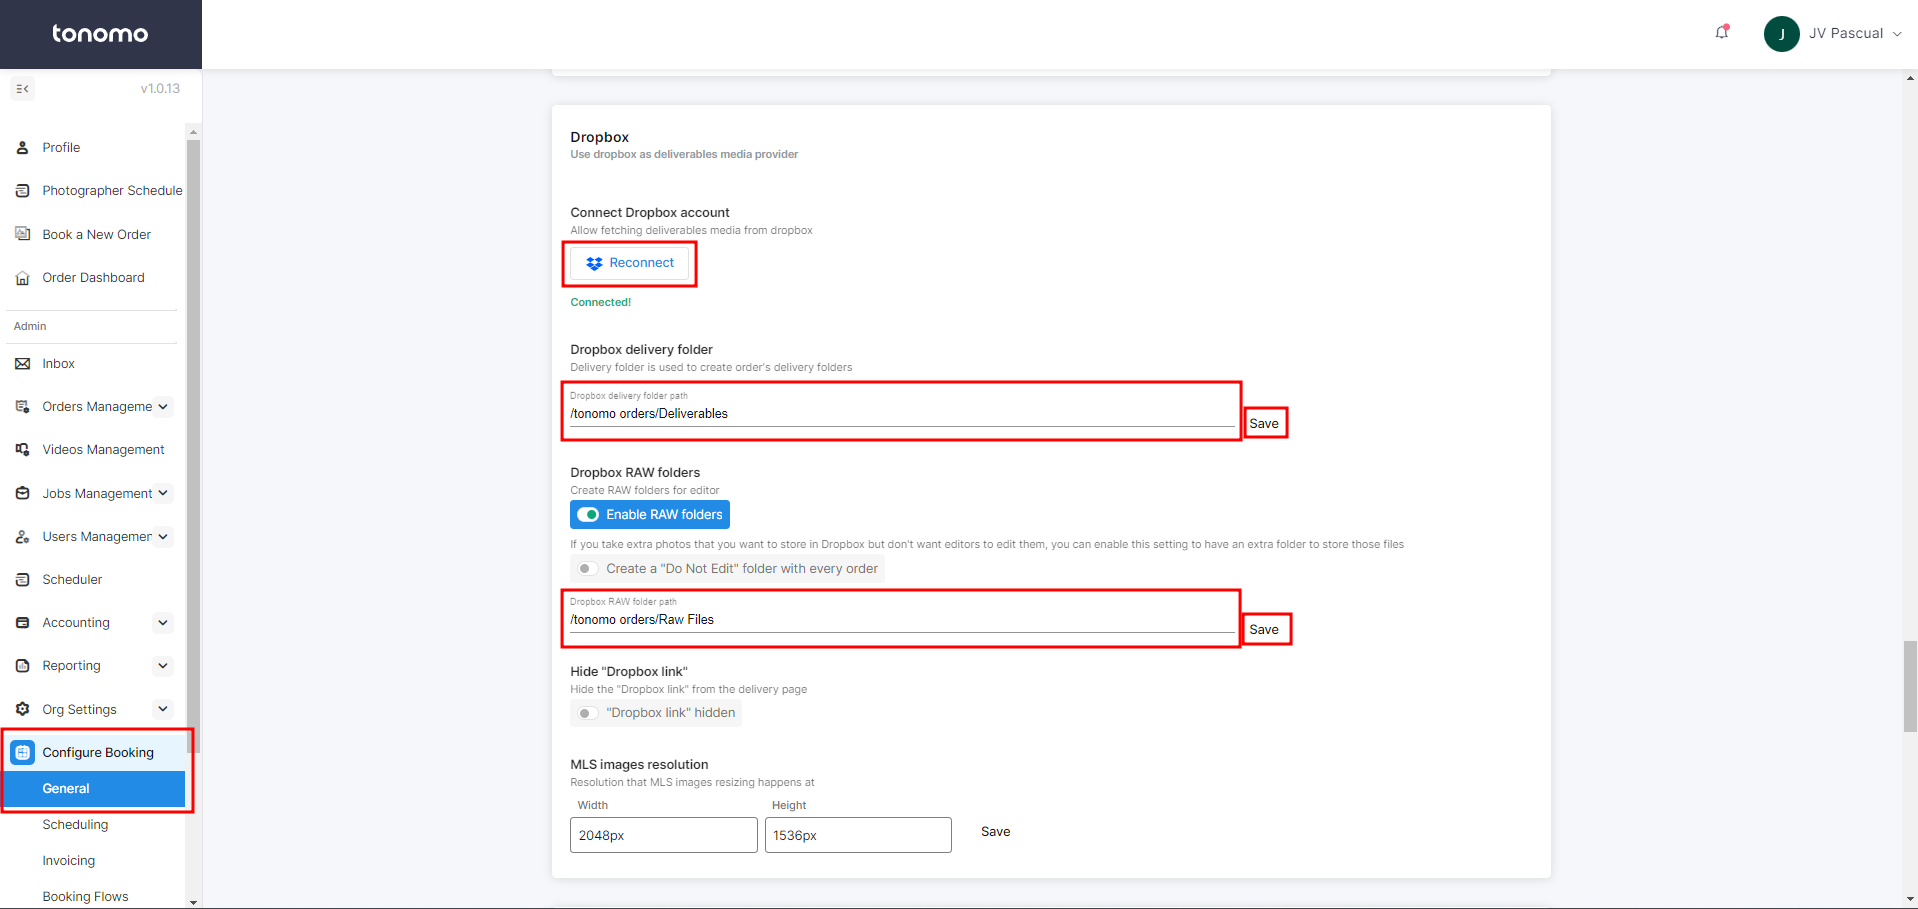 tonomo
J
JV Pascual
v1.0.13
Profile
Photographer Schedule
Book a New Order
Order Dashboard
Admin
Inbox
Orders Manageme
Videos Management
Jobs Management
Users Managemen
Scheduler
Accounting
Reporting
Org Settings
Configure Booking
General
Scheduling
Invoicing
Booking Flows
Dropbox
Use dropbox as deliverables media provider
Connect Dropbox account
Allow fetching deliverables media from dropbox
Reconnect
Connected!
Dropbox delivery folder
Delivery folder is used to create order's delivery folders
Dropbox delivery folder path
/tonomo orders/Deliverables
Save
Dropbox RAW folders
Create RAW folders for editor
Enable RAW folders
If you take extra photos that you want to store in Dropbox but don't want editors to edit them, you can enable this setting to have an extra folder to store those files
Create a "Do Not Edit" folder with every order
Dropbox RAW folder path
/tonomo orders/Raw Files
Save
Hide "Dropbox link"
Hide the "Dropbox link" from the delivery page
"Dropbox link" hidden
MLS images resolution
Resolution that MLS images resizing happens at
Width Height
2048px 1536px Save